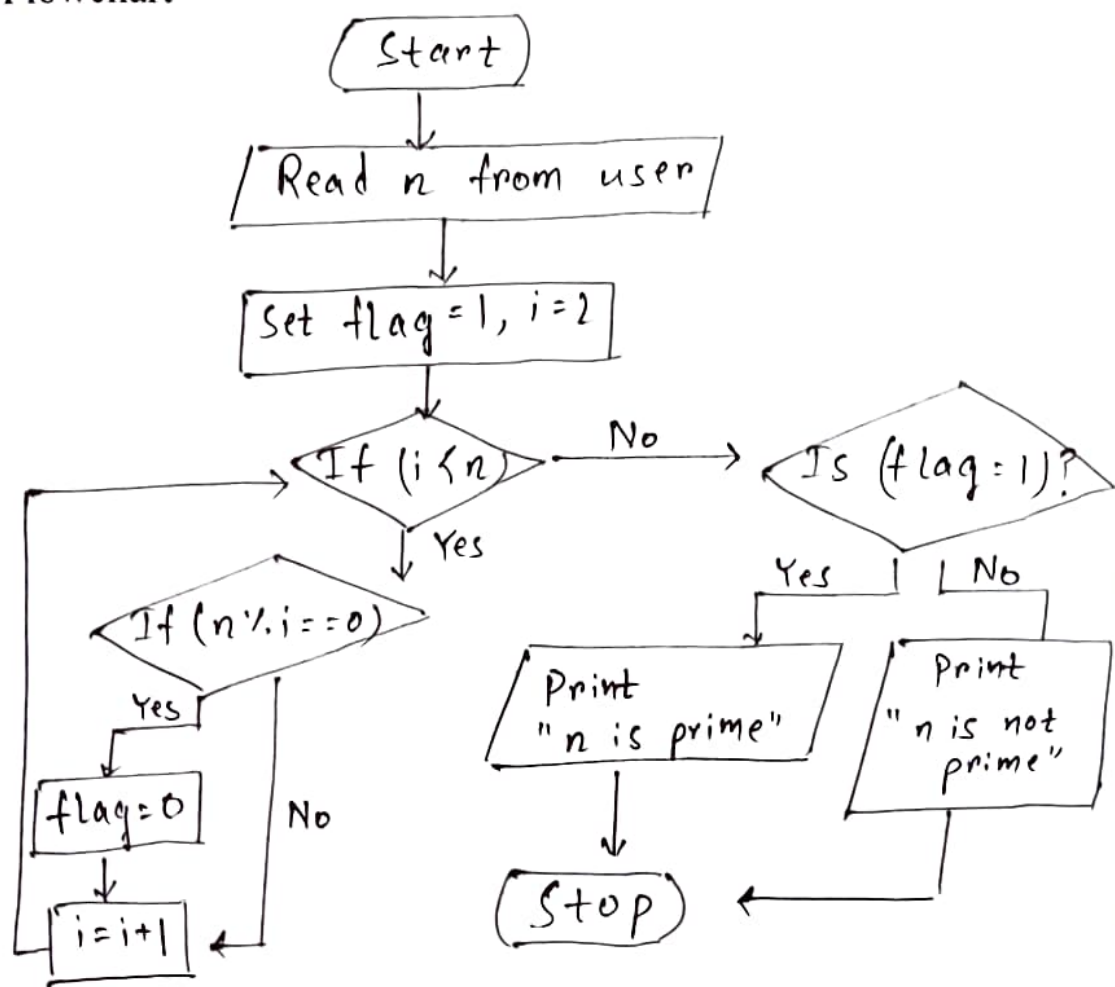 Flowchart
Start
Read n from user
Set flag = 1, i = 2
If (i < n)
No
Is (flag = 1)?
Yes
If (n % i == 0)
Yes
No
Yes
Print
"n is prime"
Print
"n is not
prime"
flag = 0
No
i = i + 1
Stop